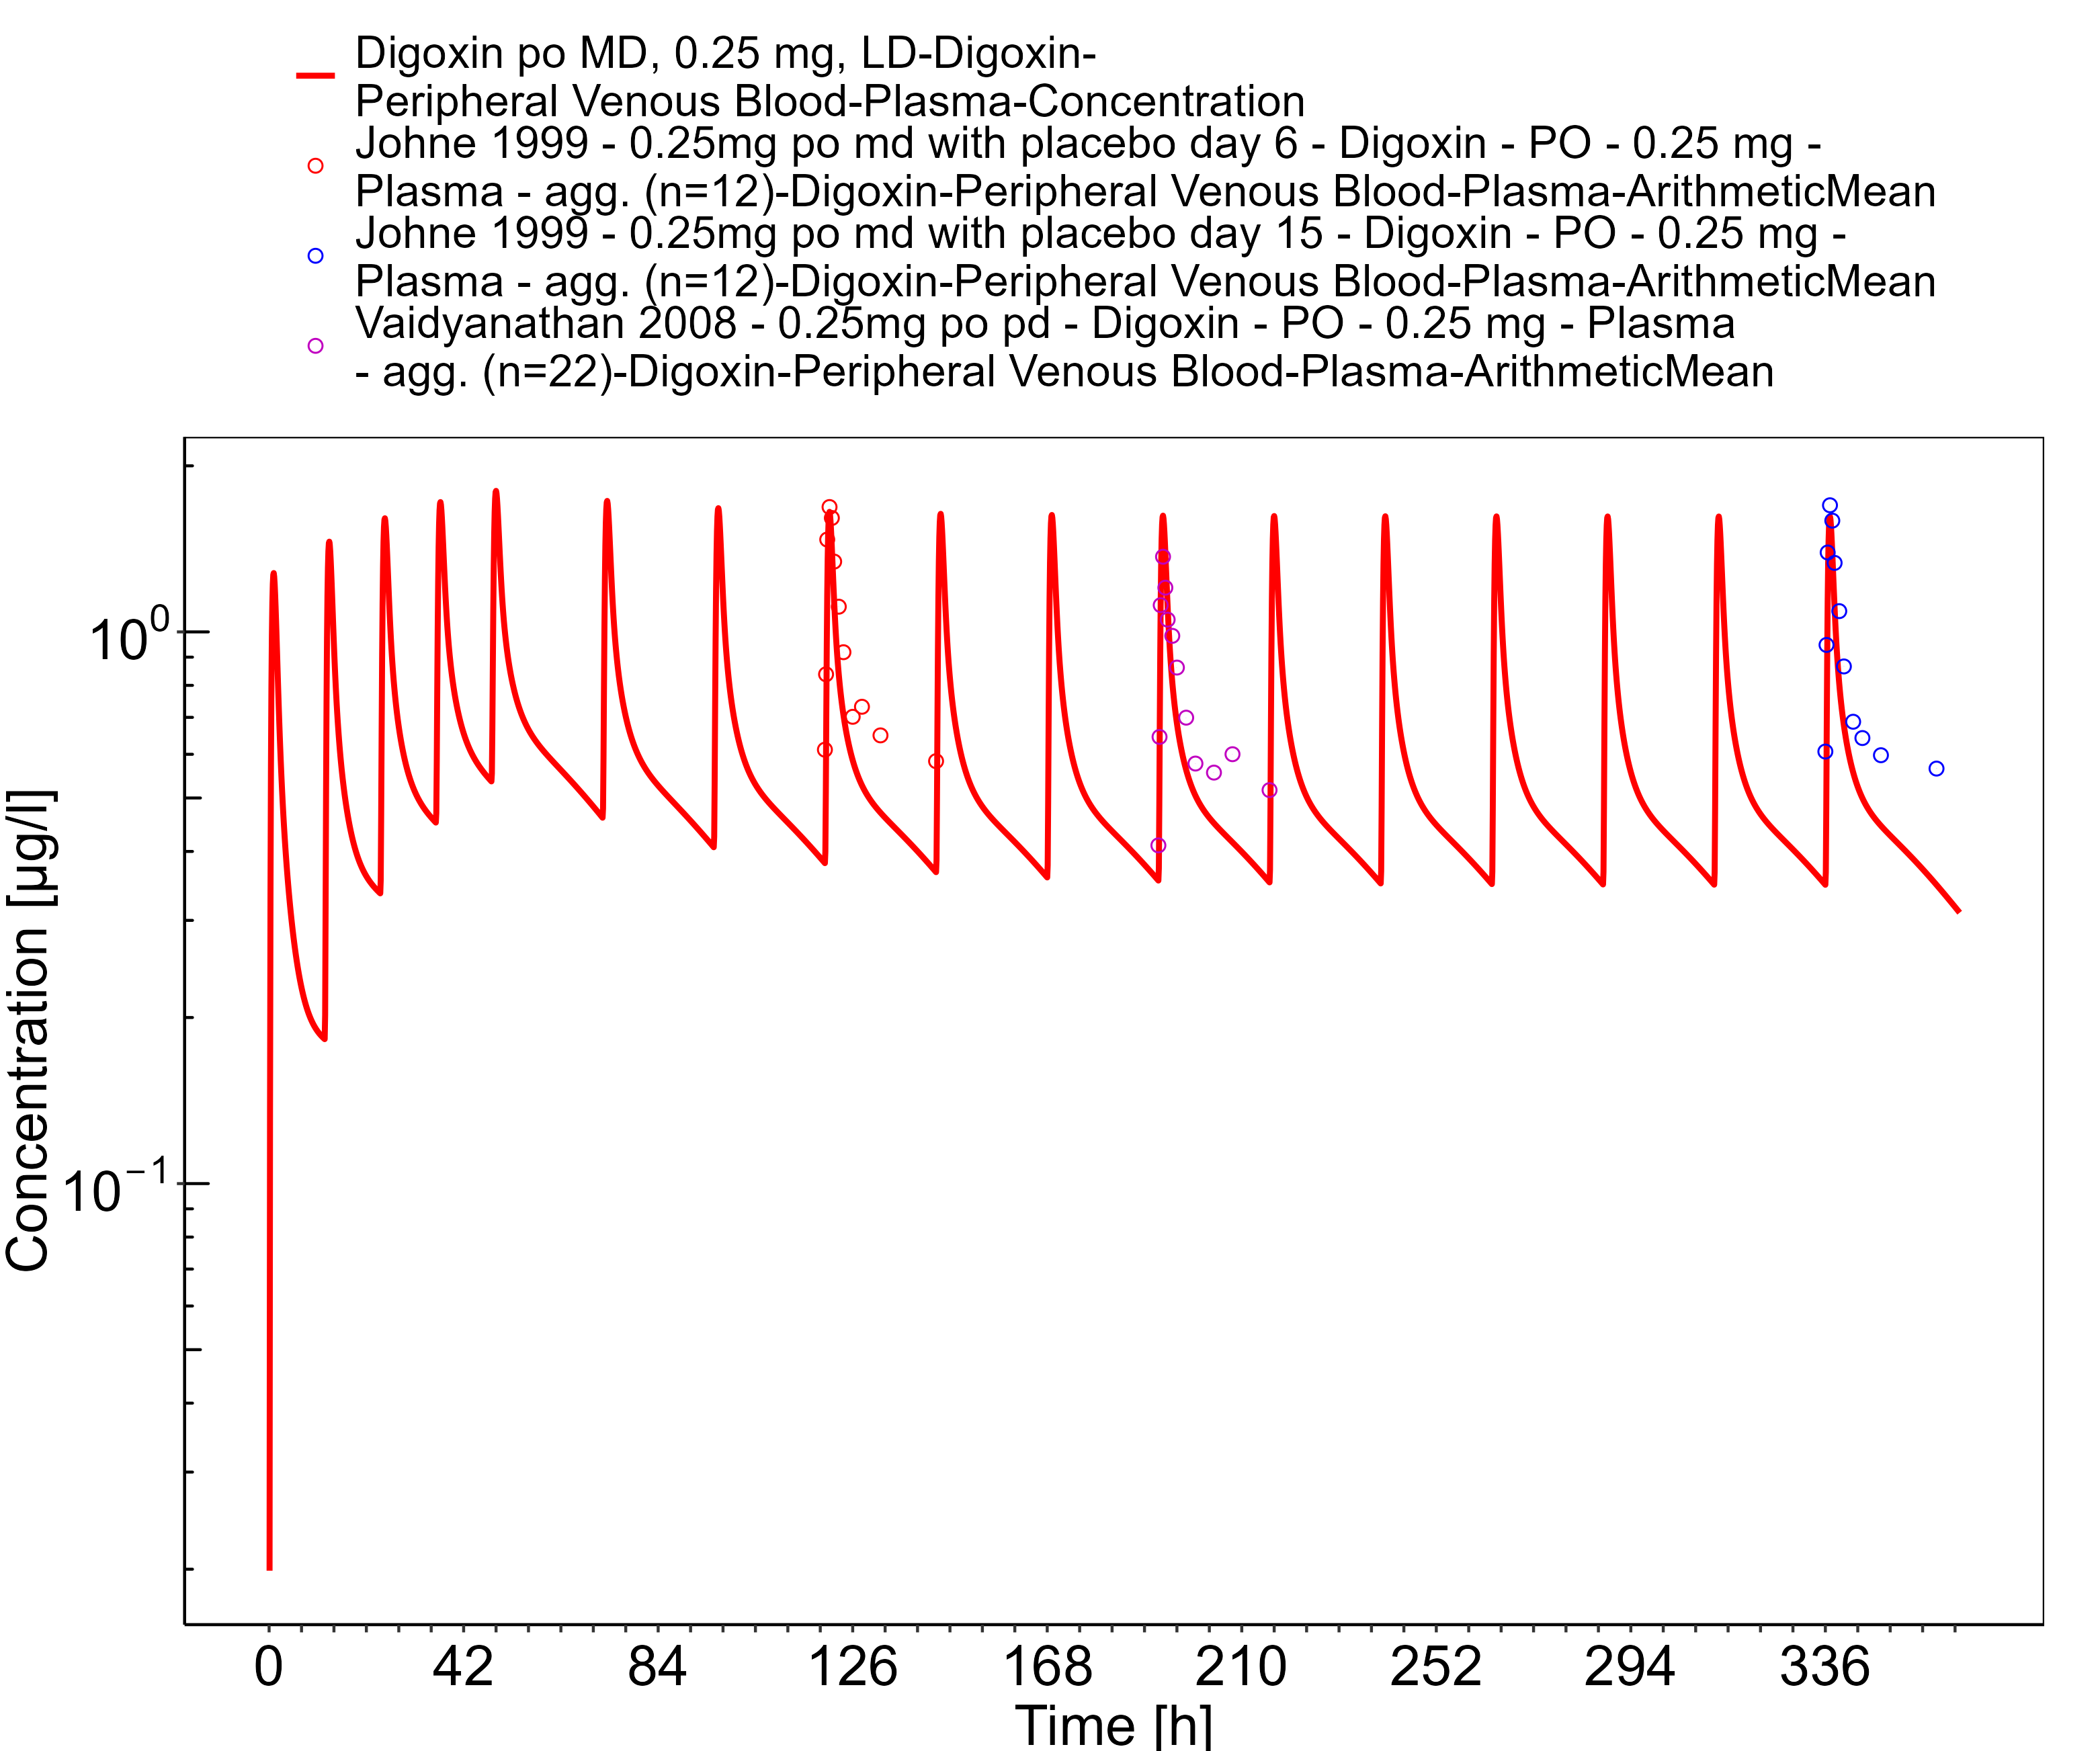 Digoxin po MD, 0.25 mg, LD-Digoxin-
Peripheral Venous Blood-Plasma-Concentration
Johne 1999 - 0.25mg po md with placebo day 6 - Digoxin - PO - 0.25 mg -
Plasma - agg. (n=12)-Digoxin-Peripheral Venous Blood-Plasma-ArithmeticMean
Johne 1999 - 0.25mg po md with placebo day 15 - Digoxin - PO - 0.25 mg -
Plasma - agg. (n=12)-Digoxin-Peripheral Venous Blood-Plasma-ArithmeticMean
Vaidyanathan 2008 - 0.25mg po pd - Digoxin - PO - 0.25 mg - Plasma
- agg. (n=22)-Digoxin-Peripheral Venous Blood-Plasma-ArithmeticMean
Concentration [µg/l]
10⁰
10⁻¹
0 42 84 126 168 210 252 294 336
Time [h]